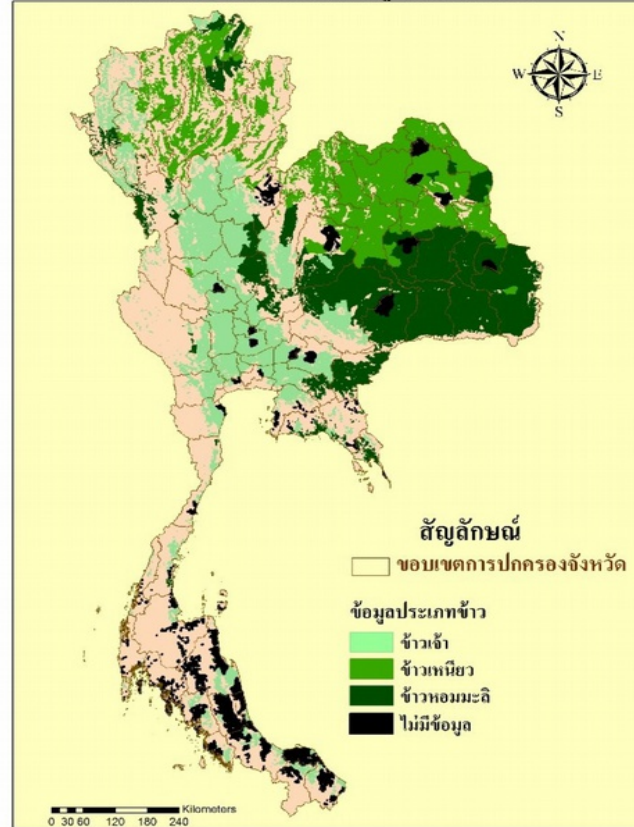 N
W E
S
สัญลักษณ์
ขอบเขตการปกครองจังหวัด
ข้อมูลประเภทข้าว
ข้าวเจ้า
ข้าวเหนียว
ข้าวหอมมะลิ
ไม่มีข้อมูล
Kilometers
0 30 60 120 180 240